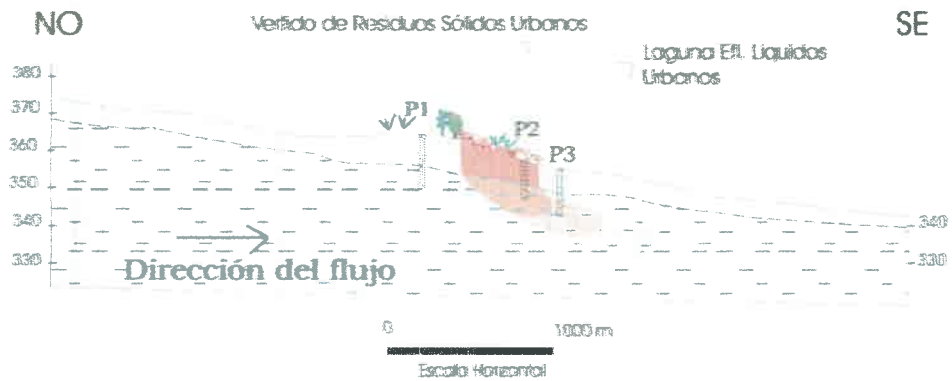 NO
Vertido de Residuos Sólidos Urbanos
SE
Laguna Efl. Liquidos
Urbanos
380
370
360
350
340
330
P1
P2
P3
340
330
Dirección del flujo
0
1000 m
Escala Horizontal